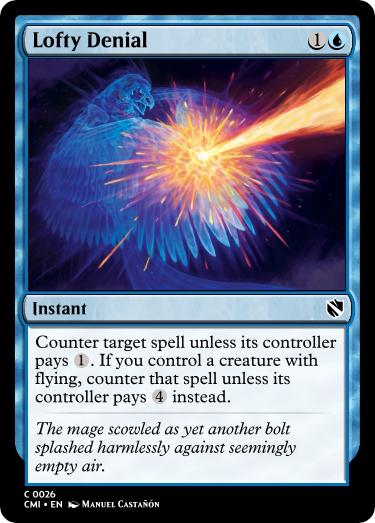 Lofty Denial 1
Instant
Counter target spell unless its controller
pays 1. If you control a creature with
flying, counter that spell unless its
controller pays 4 instead.
The mage scowled as yet another bolt
splashed harmlessly against seemingly
empty air.
C 0026
CMI • EN Manuel Castañón